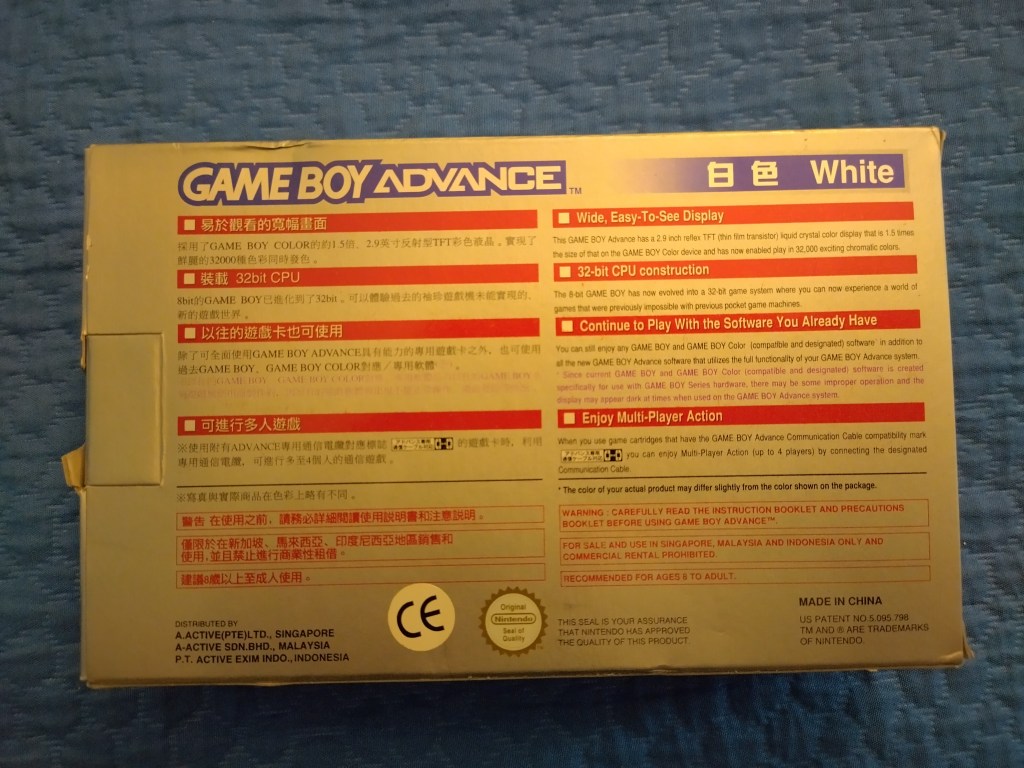 GAME BOY ADVANCE TM
白色 White
■ 易於觀看的寬幅畫面
採用了GAME BOY COLOR的約1.5倍、2.9英寸反射型TFT彩色液晶。實現了
鮮麗的32000種色彩同時發色。
■ 裝載 32bit CPU
8bit的GAME BOY已進化到了32bit。可以體驗過去的袖珍遊戲機未能實現的、
新的遊戲世界。
■ 以往的遊戲卡也可使用
除了可全面使用GAME BOY ADVANCE具有能力的專用遊戲卡之外，也可使用
過去GAME BOY、GAME BOY COLOR對應／專用軟體
■ 可進行多人遊戲
※使用附有ADVANCE專用通信電纜對應標誌 的遊戲卡時，利用
專用通信電纜，可進行多至4個人的通信遊戲。
※寫真與實際商品在色彩上略有不同。
警告 在使用之前，請務必詳細閱讀使用說明書和注意說明。
僅限於在新加坡、馬來西亞、印度尼西亞地區銷售和
使用，並且禁止進行商業性租借。
建議8歲以上至成人使用。
DISTRIBUTED BY
A.ACTIVE(PTE)LTD., SINGAPORE
A-ACTIVE SDN.BHD., MALAYSIA
P.T. ACTIVE EXIM INDO., INDONESIA
CE
■ Wide, Easy-To-See Display
This GAME BOY Advance has a 2.9 inch reflex TFT (thin film transistor) liquid crystal color display that is 1.5 times
the size of that on the GAME BOY Color device and has now enabled play in 32,000 exciting chromatic colors.
■ 32-bit CPU construction
The 8-bit GAME BOY has now evolved into a 32-bit game system where you can now experience a world of
games that were previously impossible with previous pocket game machines.
■ Continue to Play With the Software You Already Have
You can still enjoy any GAME BOY and GAME BOY Color (compatible and designated) software* in addition to
all the new GAME BOY Advance software that utilizes the full functionality of your GAME BOY Advance system.
* Since current GAME BOY and GAME BOY Color (compatible and designated) software is created
specifically for use with GAME BOY Series hardware, there may be some improper operation and the
display may appear dark at times when used on the GAME BOY Advance system.
■ Enjoy Multi-Player Action
When you use game cartridges that have the GAME BOY Advance Communication Cable compatibility mark
you can enjoy Multi-Player Action (up to 4 players) by connecting the designated
Communication Cable.
* The color of your actual product may differ slightly from the color shown on the package.
WARNING : CAREFULLY READ THE INSTRUCTION BOOKLET AND PRECAUTIONS
BOOKLET BEFORE USING GAME BOY ADVANCE™.
FOR SALE AND USE IN SINGAPORE, MALAYSIA AND INDONESIA ONLY AND
COMMERCIAL RENTAL PROHIBITED.
RECOMMENDED FOR AGES 8 TO ADULT.
Original
Nintendo
Seal of
Quality
THIS SEAL IS YOUR ASSURANCE
THAT NINTENDO HAS APPROVED
THE QUALITY OF THIS PRODUCT.
MADE IN CHINA
US PATENT NO.5.095.798
TM AND ® ARE TRADEMARKS
OF NINTENDO.